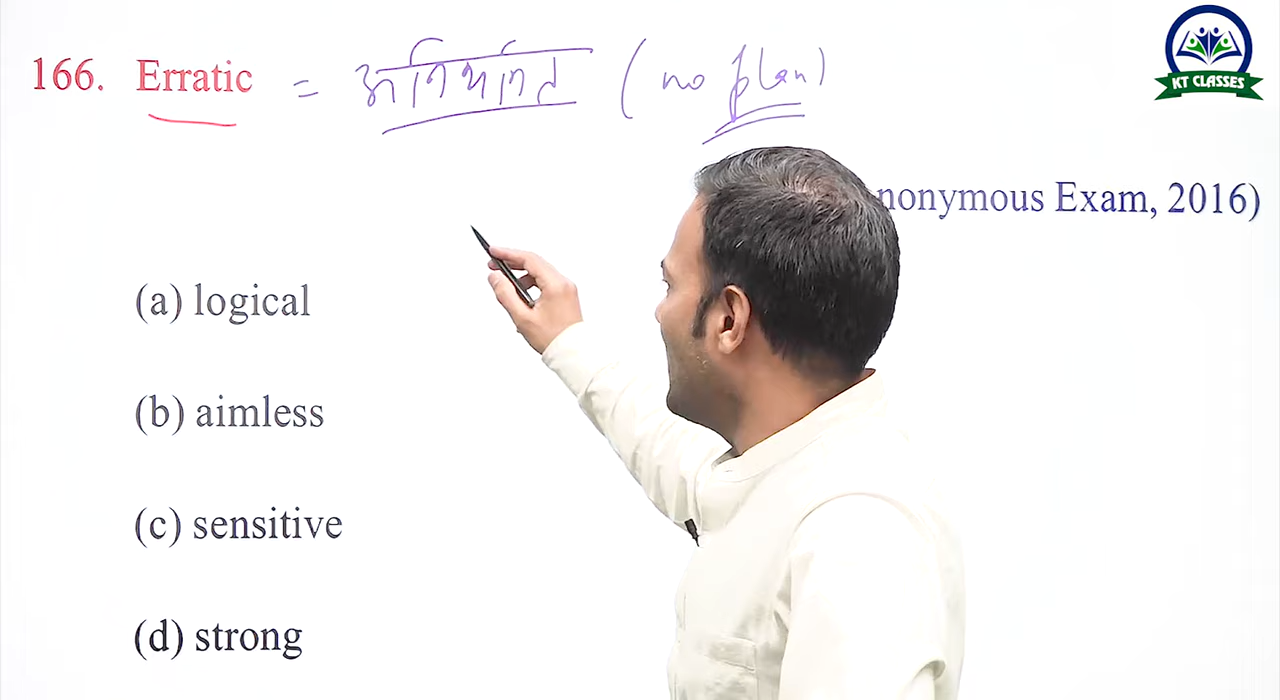 166. Erratic = अनियमित (no plan)
KT CLASSES
nonymous Exam, 2016)
(a) logical
(b) aimless
(c) sensitive
(d) strong